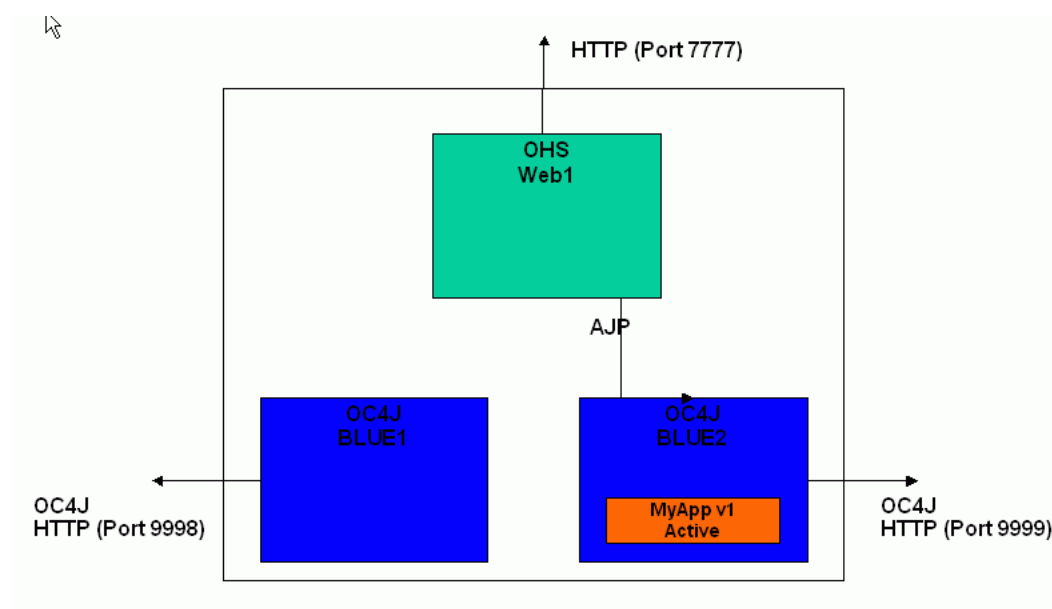 HTTP (Port 7777)
OHS
Web1
AJP
OC4J
BLUE1
OC4J
BLUE2
MyApp v1
Active
OC4J
HTTP (Port 9998)
OC4J
HTTP (Port 9999)